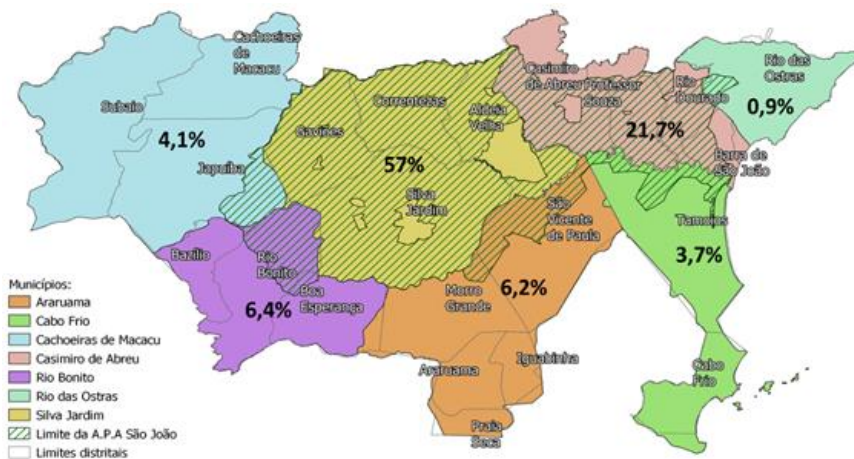 Cachoeiras
de
Macacu
Subaio
4,1%
Japuiba
Gaviões
Correntezas
Aldeia
Velha
57%
Silva
Jardim
Casimiro
de Abreu
Professor
Souza
Rio
Dourado
21,7%
Rio das
Ostras
0,9%
Barra de
São João
São
Vicente
de Paula
Tamoios
3,7%
Bazílio
Rio
Bonito
Boa
Esperança
6,4%
Morro
Grande
6,2%
Araruama
Iguabinha
Praia
Seca
Cabo
Frio
Municípios:
Araruama
Cabo Frio
Cachoeiras de Macacu
Casimiro de Abreu
Rio Bonito
Rio das Ostras
Silva Jardim
Limite da A.P.A São João
Limites distritais